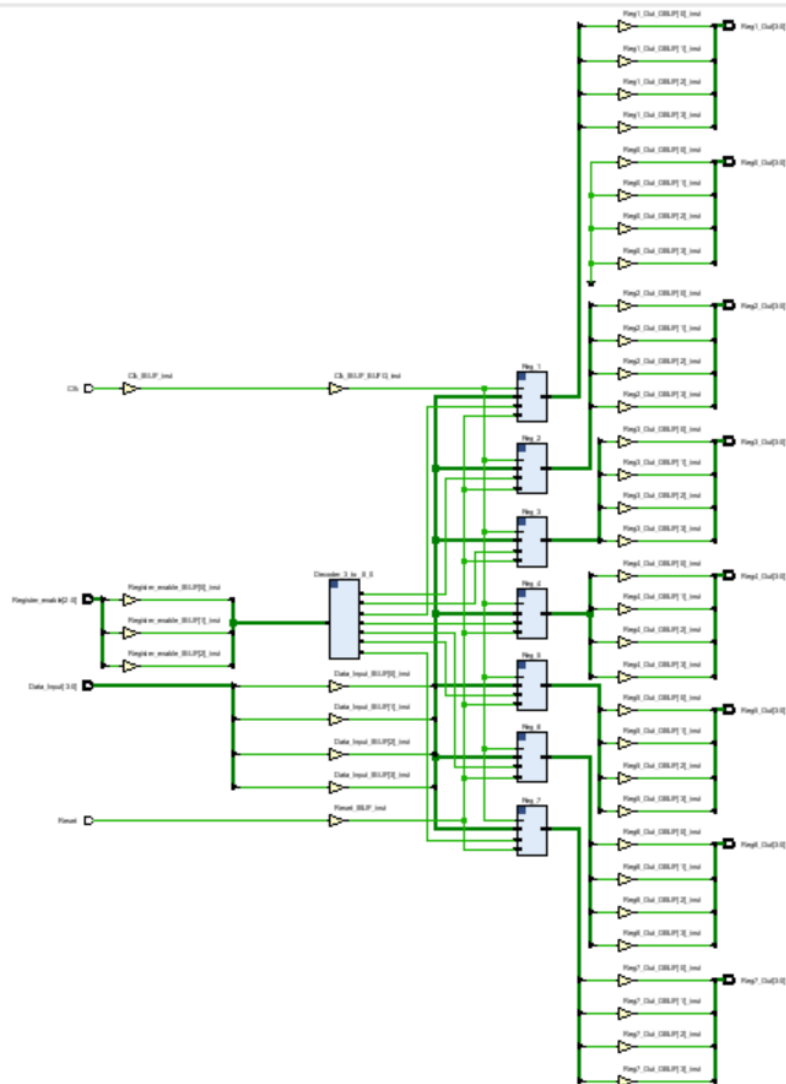 Reg1_Out_OBUF[0]_inst
Reg1_Out[3:0]
Reg1_Out_OBUF[1]_inst
Reg1_Out_OBUF[2]_inst
Reg1_Out_OBUF[3]_inst
Reg0_Out_OBUF[0]_inst
Reg0_Out[3:0]
Reg0_Out_OBUF[1]_inst
Reg0_Out_OBUF[2]_inst
Reg0_Out_OBUF[3]_inst
Reg2_Out_OBUF[0]_inst
Reg2_Out[3:0]
Reg2_Out_OBUF[1]_inst
Reg2_Out_OBUF[2]_inst
Reg2_Out_OBUF[3]_inst
Clk_IBUF_inst
Clk_IBUF_BUFG_inst
Reg_1
Clk
Reg3_Out_OBUF[0]_inst
Reg3_Out[3:0]
Reg_2
Reg3_Out_OBUF[1]_inst
Reg3_Out_OBUF[2]_inst
Reg_3
Reg3_Out_OBUF[3]_inst
Reg4_Out_OBUF[0]_inst
Reg4_Out[3:0]
Decoder_3_to_8_0
Reg_4
Register_enable_IBUF[0]_inst
Register_enable[2:0]
Reg4_Out_OBUF[1]_inst
Register_enable_IBUF[1]_inst
Reg4_Out_OBUF[2]_inst
Register_enable_IBUF[2]_inst
Reg_5
Reg4_Out_OBUF[3]_inst
Data_Input_IBUF[0]_inst
Data_Input[3:0]
Reg5_Out_OBUF[0]_inst
Reg5_Out[3:0]
Data_Input_IBUF[1]_inst
Reg_6
Reg5_Out_OBUF[1]_inst
Data_Input_IBUF[2]_inst
Reg5_Out_OBUF[2]_inst
Data_Input_IBUF[3]_inst
Reg_7
Reg5_Out_OBUF[3]_inst
Reset_IBUF_inst
Reset
Reg6_Out_OBUF[0]_inst
Reg6_Out[3:0]
Reg6_Out_OBUF[1]_inst
Reg6_Out_OBUF[2]_inst
Reg6_Out_OBUF[3]_inst
Reg7_Out_OBUF[0]_inst
Reg7_Out[3:0]
Reg7_Out_OBUF[1]_inst
Reg7_Out_OBUF[2]_inst
Reg7_Out_OBUF[3]_inst